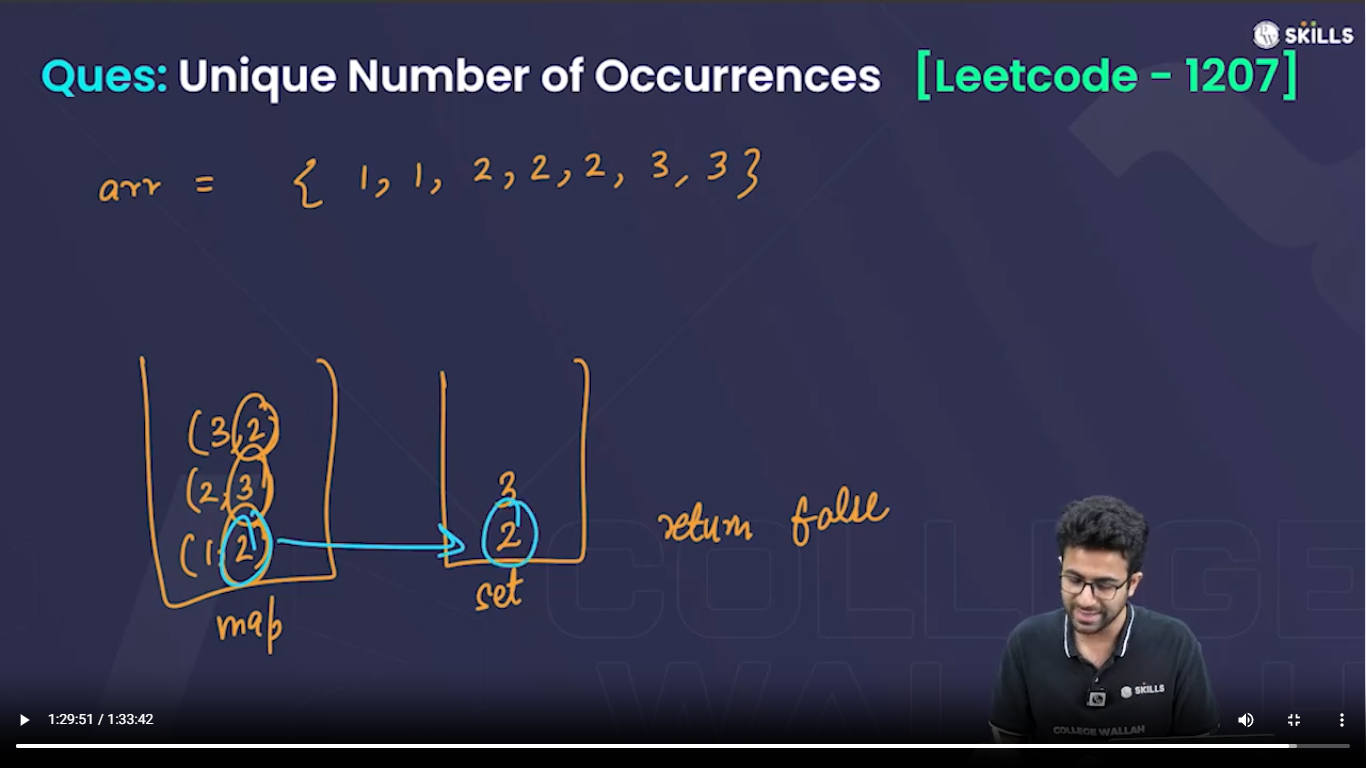 SKILLS
Ques: Unique Number of Occurrences [Leetcode - 1207]
arr = { 1, 1, 2, 2, 2, 3, 3 }
(3, 2)
(2, 3)
(1, 2)
map
3
2
set
return false
COLLEGE
WALLAH
SKILLS
COLLEGE WALLAH
1:29:51 / 1:33:42